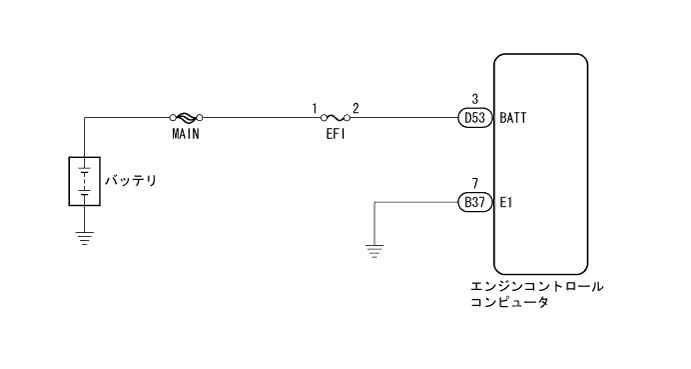 3
1
2
D53
BATT
MAIN
EFI
バッテリ
7
B37
E1
エンジンコントロール
コンピュータ